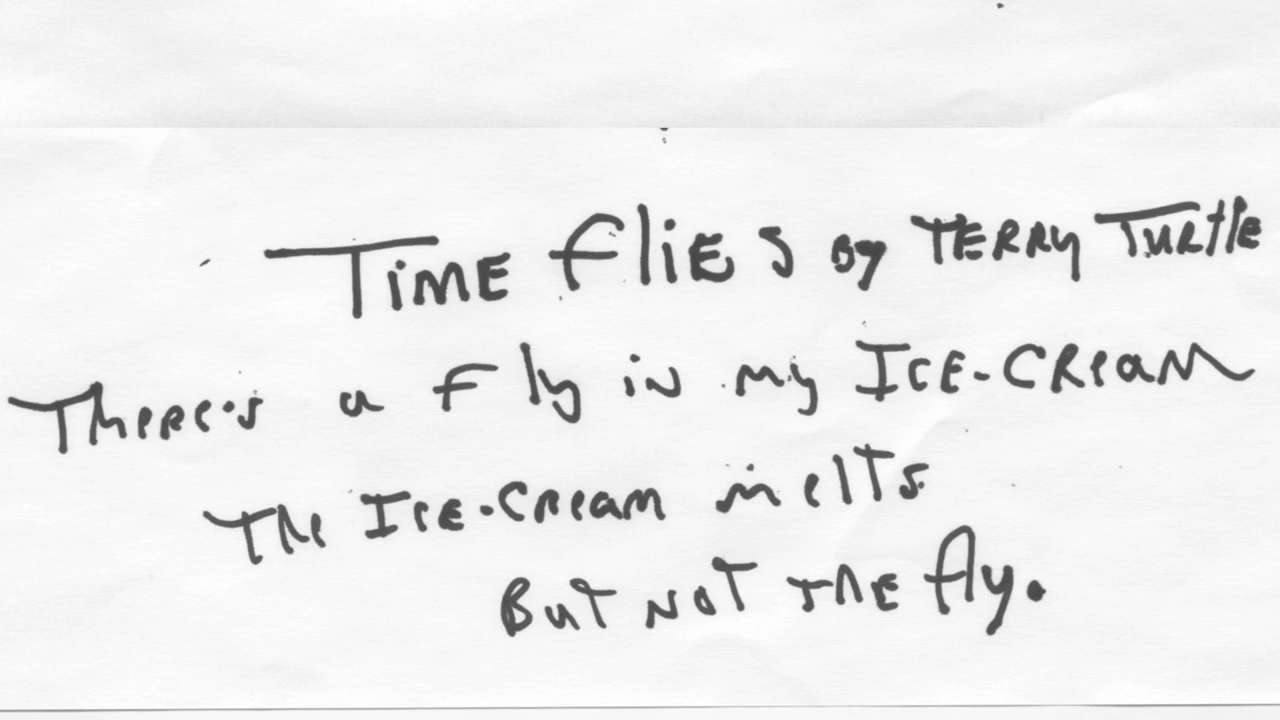 Time flies by Terry Turtle
There's a fly in my Ice-Cream
The Ice-Cream melts
But not the fly.